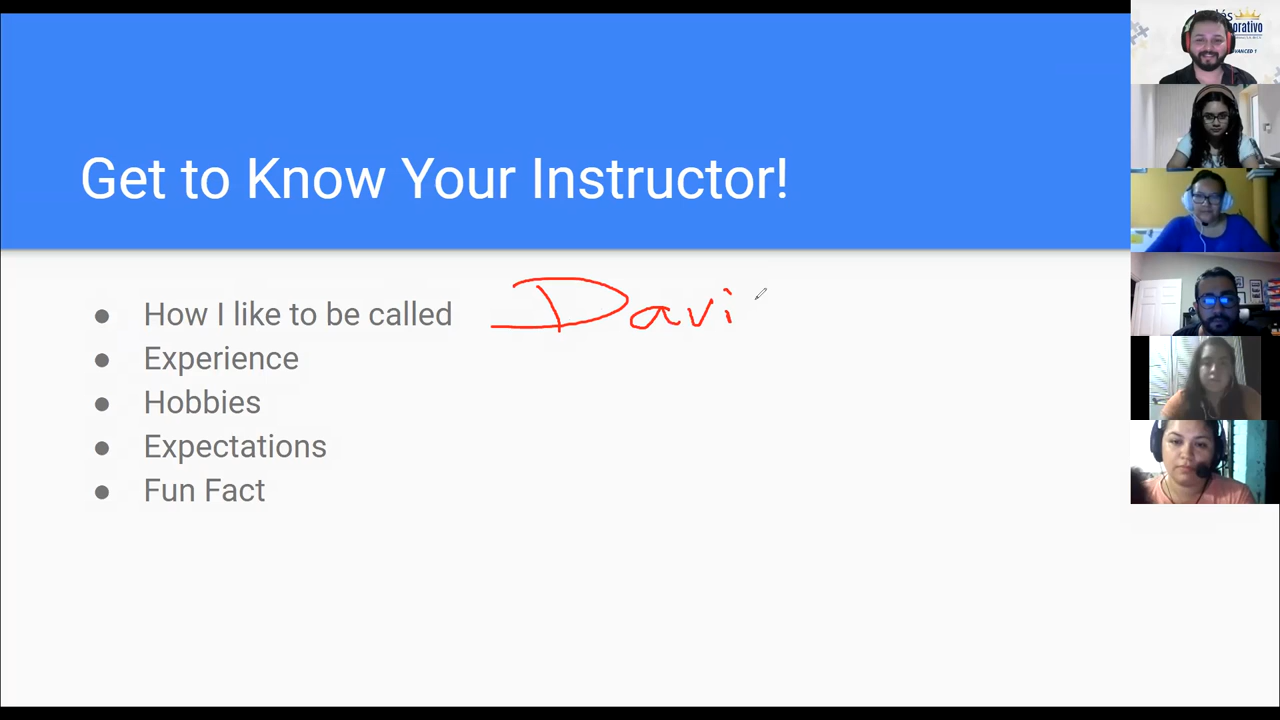 Get to Know Your Instructor!
● How I like to be called Davi
● Experience
● Hobbies
● Expectations
● Fun Fact